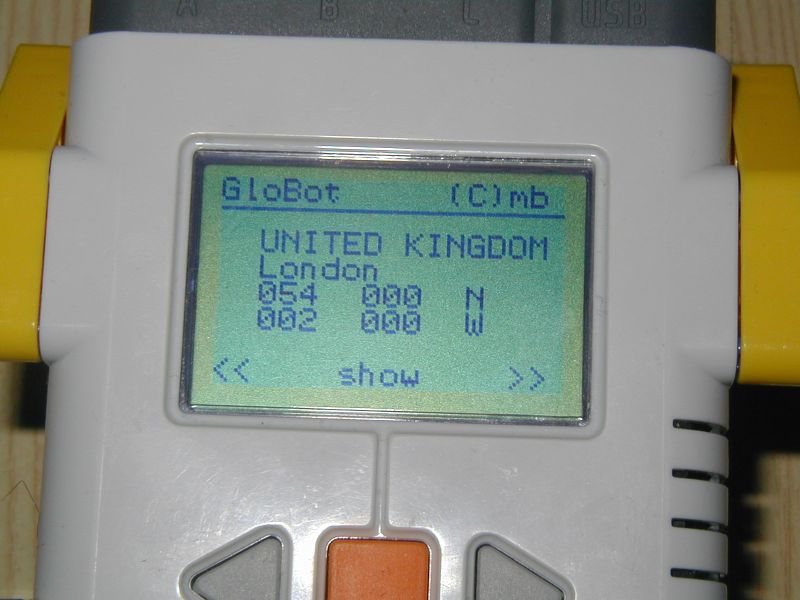 A B C USB
GloBot (C)mb
UNITED KINGDOM
London
054 000 N
002 000 W
<< show >>